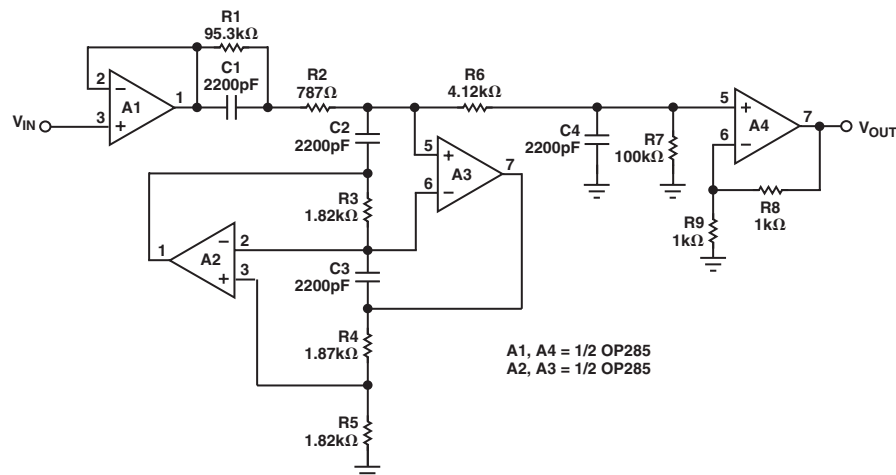 R1
95.3kΩ
C1
2200pF
2
−
A1
1
3
+
VIN
R2
787Ω
R6
4.12kΩ
C2
2200pF
5
+
A3
7
6
−
C4
2200pF
R7
100kΩ
5
+
A4
7
6
−
VOUT
R8
1kΩ
R9
1kΩ
R3
1.82kΩ
1
A2
−
2
+
3
C3
2200pF
R4
1.87kΩ
R5
1.82kΩ
A1, A4 = 1/2 OP285
A2, A3 = 1/2 OP285